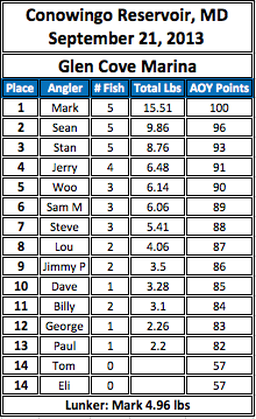 Conowingo Reservoir, MD
September 21, 2013
Glen Cove Marina
Place Angler # Fish Total Lbs AOY Points
1 Mark 5 15.51 100
2 Sean 5 9.86 96
3 Stan 5 8.76 93
4 Jerry 4 6.48 91
5 Woo 3 6.14 90
6 Sam M 3 6.06 89
7 Steve 3 5.41 88
8 Lou 2 4.06 87
9 Jimmy P 2 3.5 86
10 Dave 1 3.28 85
11 Billy 2 3.1 84
12 George 1 2.26 83
13 Paul 1 2.2 82
14 Tom 0 57
14 Eli 0 57
Lunker: Mark 4.96 lbs